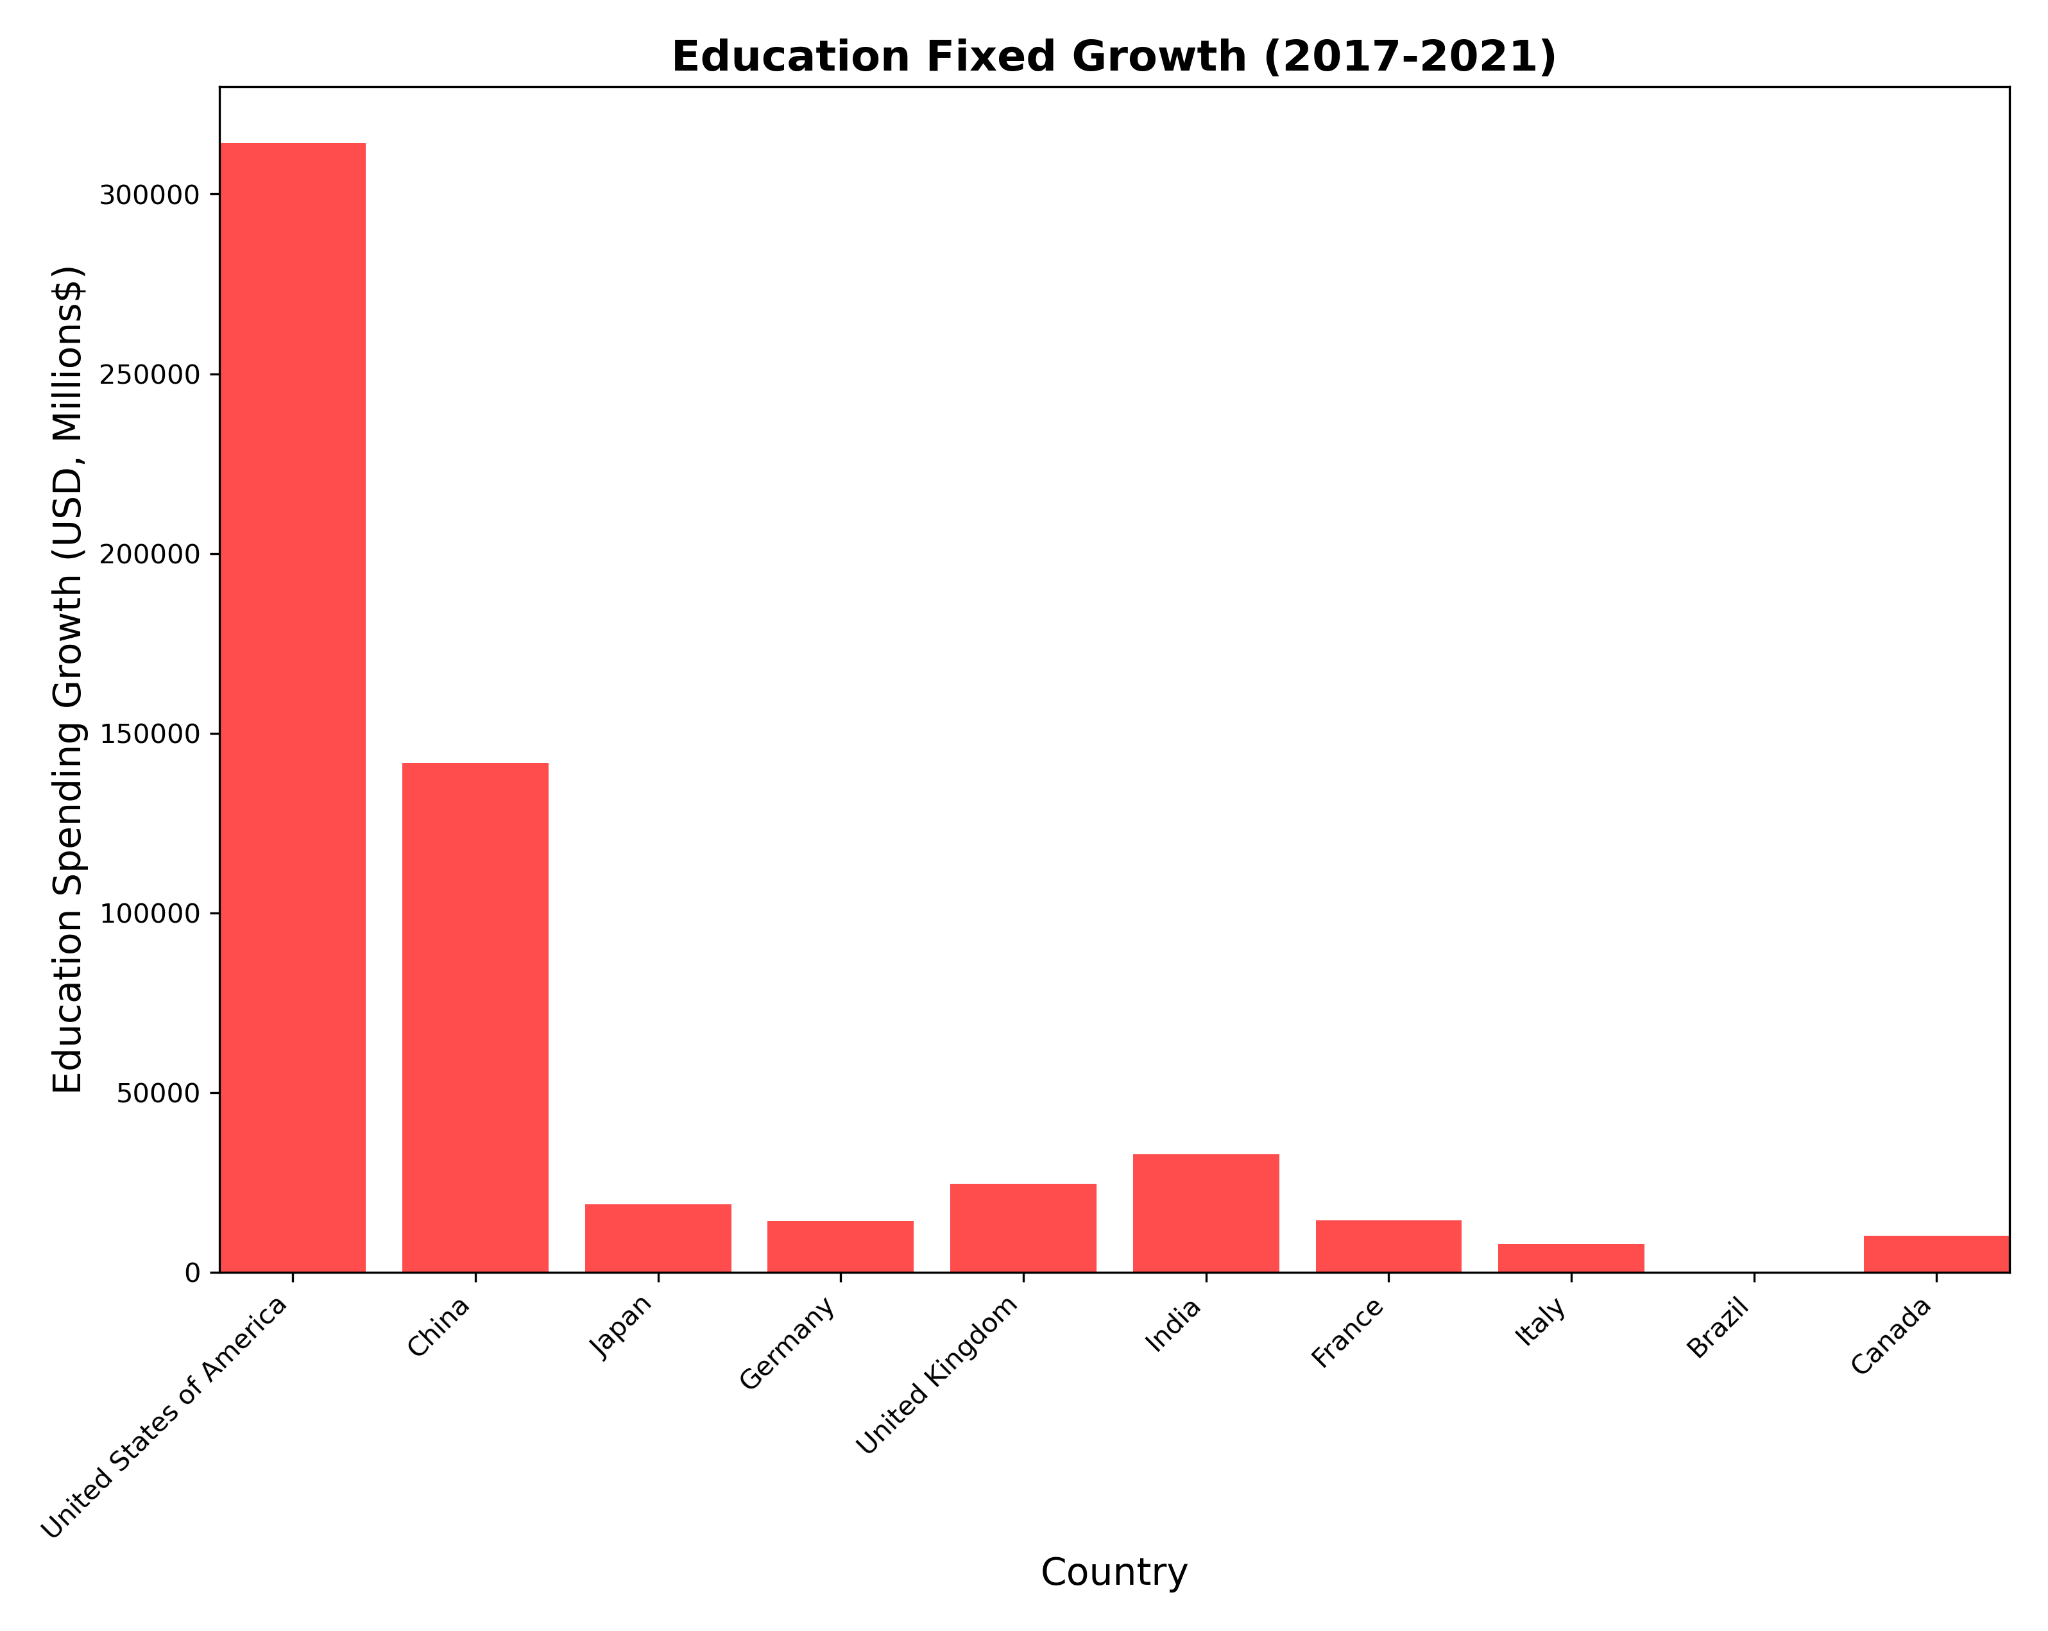 Education Fixed Growth (2017-2021)
Education Spending Growth (USD, Millions$)
300000
250000
200000
150000
100000
50000
0
United States of America
China
Japan
Germany
United Kingdom
India
France
Italy
Brazil
Canada
Country